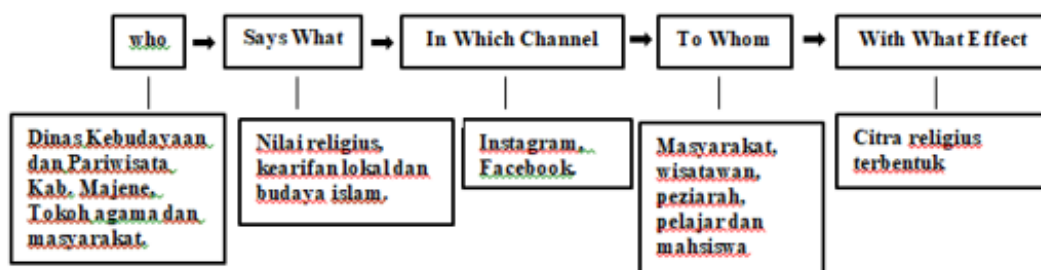 who
Says What
In Which Channel
To Whom
With What Effect
Dinas Kebudayaan
dan Pariwisata
Kab. Majene,
Tokoh agama dan
masyarakat.
Nilai religius,
kearifan lokal dan
budaya islam.
Instagram,
Facebook.
Masyarakat,
wisatawan,
peziarah,
pelajar dan
mahsiswa
Citra religius
terbentuk